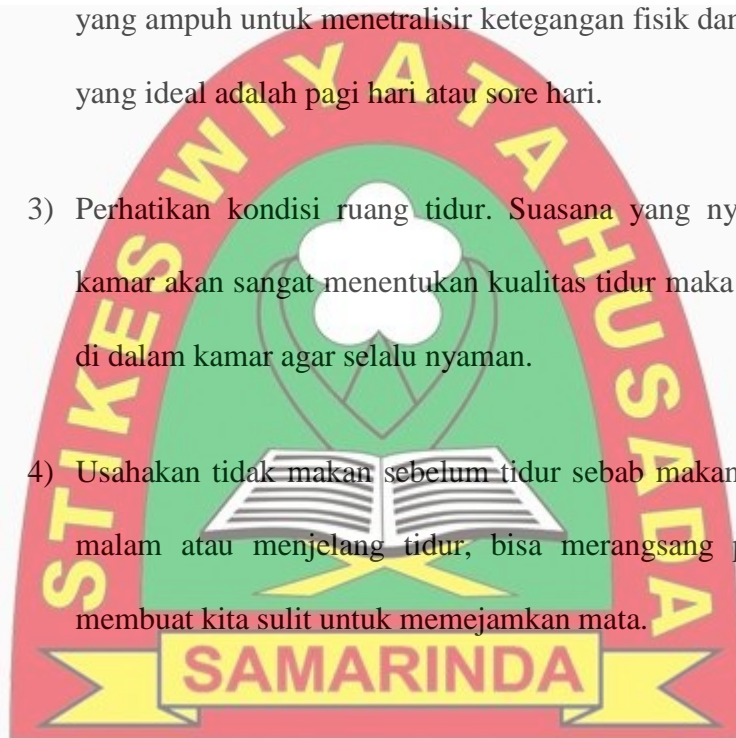 yang ampuh untuk menetralisir ketegangan fisik dan
yang ideal adalah pagi hari atau sore hari.
3) Perhatikan kondisi ruang tidur. Suasana yang ny
kamar akan sangat menentukan kualitas tidur maka
di dalam kamar agar selalu nyaman.
4) Usahakan tidak makan sebelum tidur sebab makan
malam atau menjelang tidur, bisa merangsang p
membuat kita sulit untuk memejamkan mata.
STIKES WIYATA HUSADA
SAMARINDA